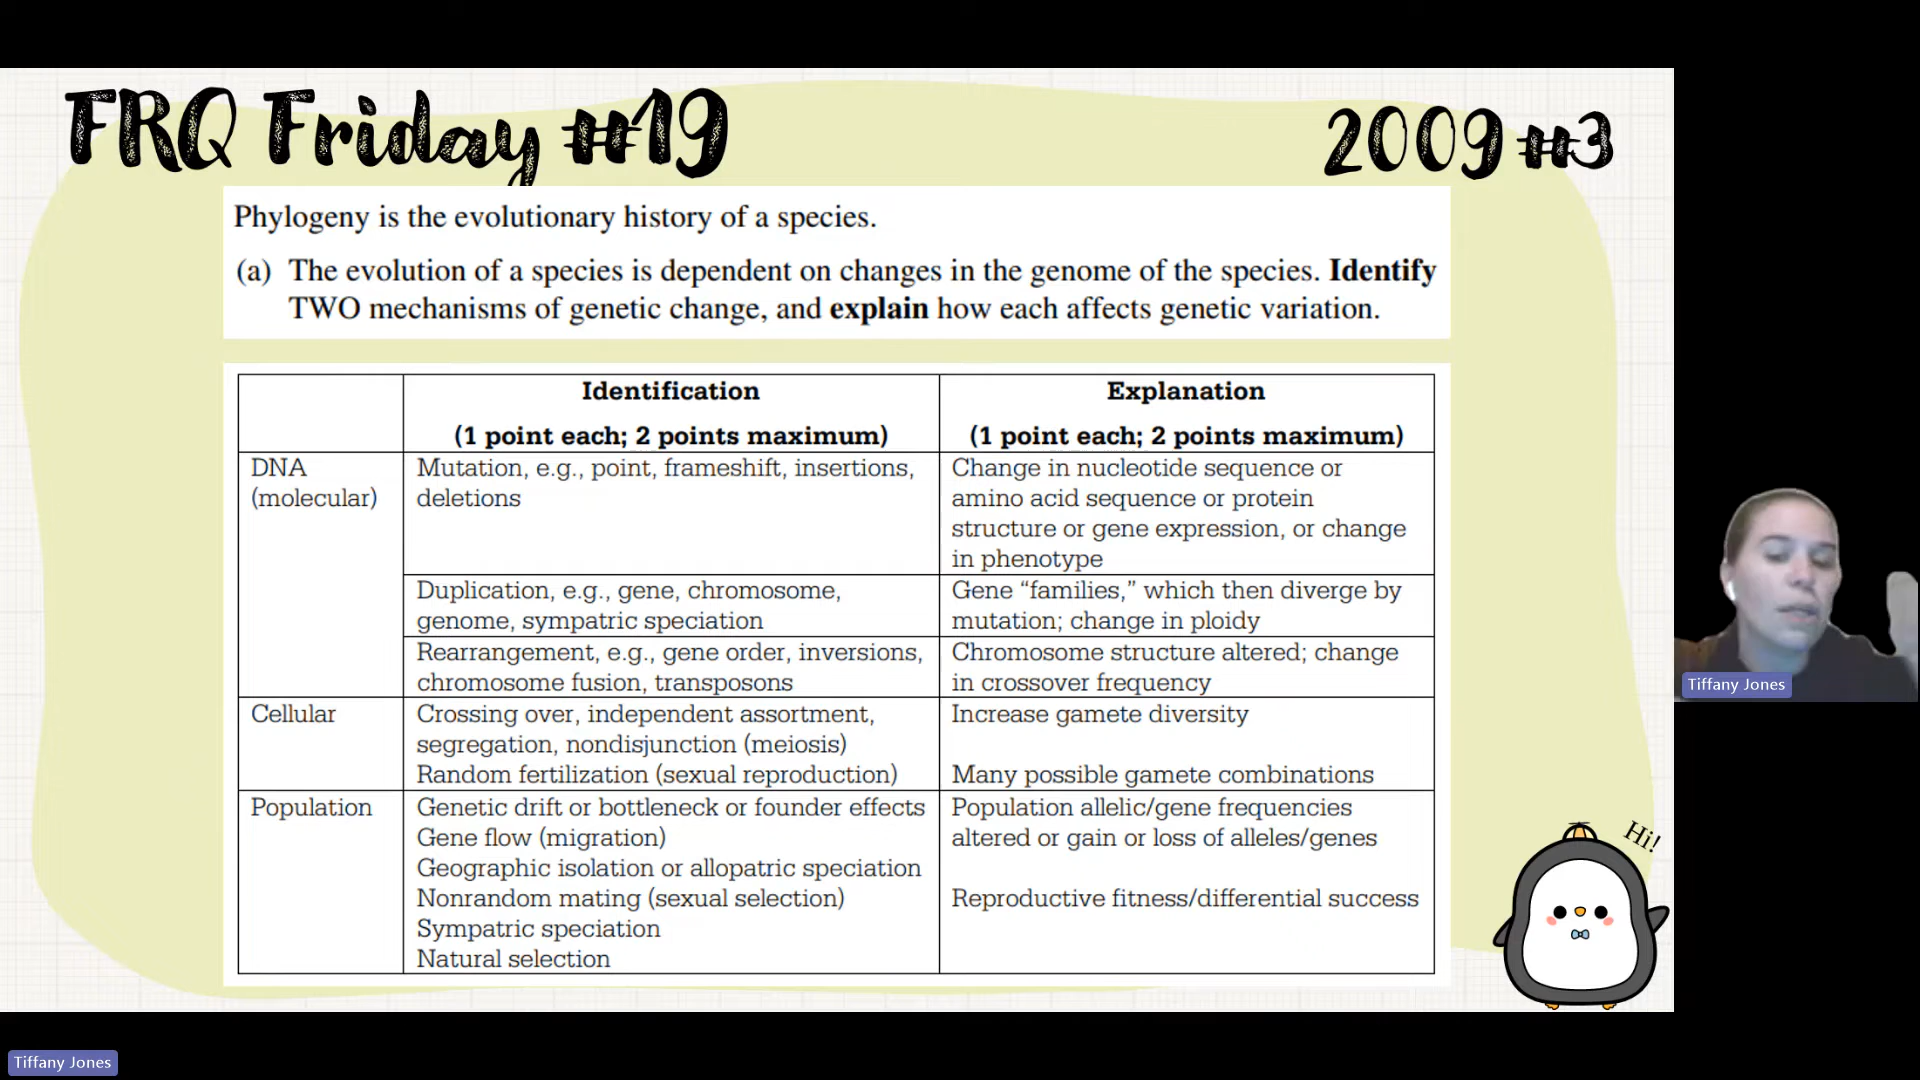 FRQ Friday #19
2009 #3
Phylogeny is the evolutionary history of a species.
(a) The evolution of a species is dependent on changes in the genome of the species. Identify
TWO mechanisms of genetic change, and explain how each affects genetic variation.
Identification
(1 point each; 2 points maximum)
Explanation
(1 point each; 2 points maximum)
DNA
(molecular)
Mutation, e.g., point, frameshift, insertions,
deletions
Change in nucleotide sequence or
amino acid sequence or protein
structure or gene expression, or change
in phenotype
Duplication, e.g., gene, chromosome,
genome, sympatric speciation
Gene “families,” which then diverge by
mutation; change in ploidy
Rearrangement, e.g., gene order, inversions,
chromosome fusion, transposons
Chromosome structure altered; change
in crossover frequency
Cellular
Crossing over, independent assortment,
segregation, nondisjunction (meiosis)
Random fertilization (sexual reproduction)
Increase gamete diversity
Many possible gamete combinations
Population
Genetic drift or bottleneck or founder effects
Gene flow (migration)
Geographic isolation or allopatric speciation
Nonrandom mating (sexual selection)
Sympatric speciation
Natural selection
Population allelic/gene frequencies
altered or gain or loss of alleles/genes
Reproductive fitness/differential success
Hi!
Tiffany Jones
Tiffany Jones